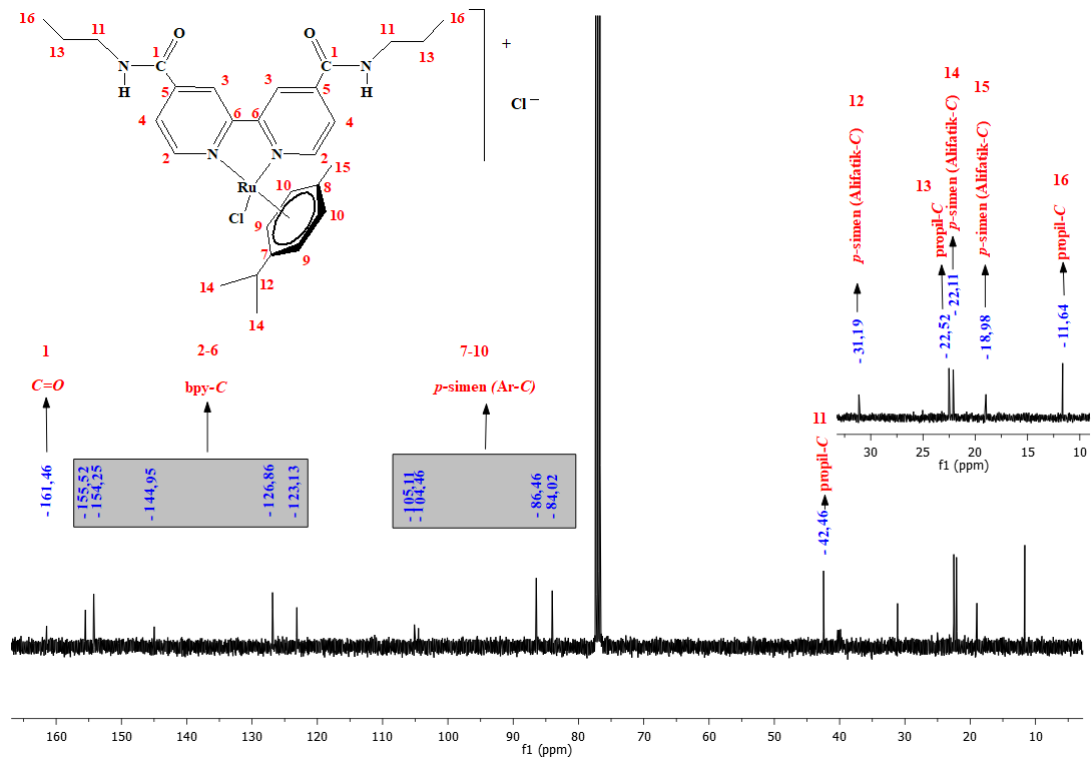 16
11
13
N
H
O
1
C
5
3
4
6
2
N
O
1
C
5
3
4
6
2
N
N
H
11
13
16
+
Cl –
Ru
Cl
15
8
10
10
9
9
7
12
14
14
1
C=O
2-6
bpy-C
7-10
p-simen (Ar-C)
11
propil-C
12
p-simen (Alifatik-C)
13
propil-C
14
p-simen (Alifatik-C)
15
p-simen (Alifatik-C)
16
propil-C
- 31,19
- 22,52
- 22,11
- 18,98
- 11,64
30 20 10
f1 (ppm)
- 161,46
- 155,52
- 154,25
- 144,95
- 126,86
- 123,13
- 105,11
- 104,46
- 86,46
- 84,02
- 42,46
160 150 140 130 120 110 100 90 80 70 60 50 40 30 20 10
f1 (ppm)